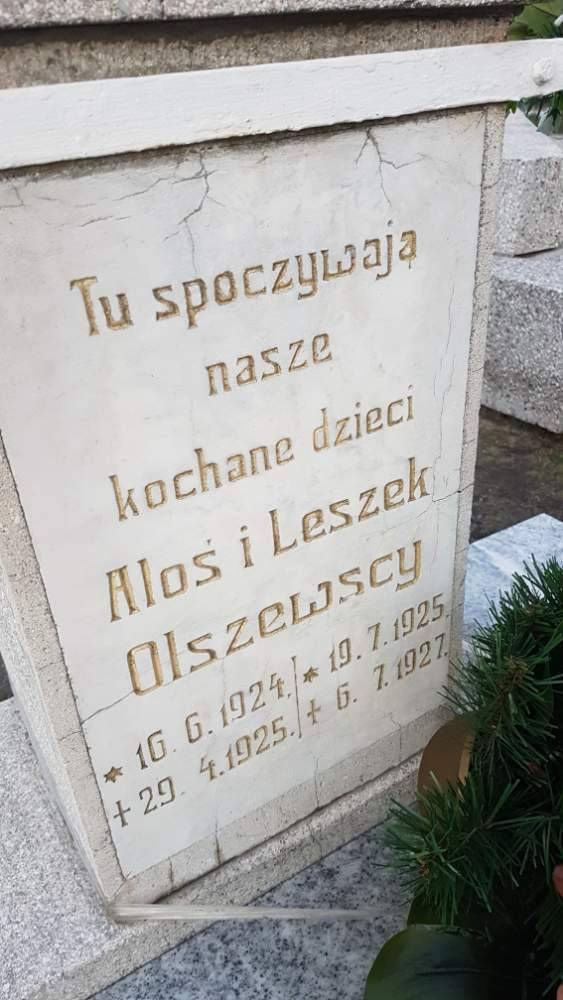 Tu spoczywają
nasze
kochane dzieci
Aloś i Leszek
Olszewscy
* 16. 6. 1924. | * 19. 7. 1925.
+ 29. 4. 1925. | + 6. 7. 1927.